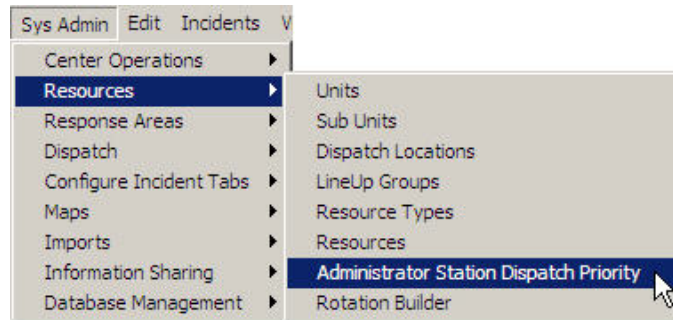 Sys Admin Edit Incidents
Center Operations
Resources
Response Areas
Dispatch
Configure Incident Tabs
Maps
Imports
Information Sharing
Database Management
Units
Sub Units
Dispatch Locations
LineUp Groups
Resource Types
Resources
Administrator Station Dispatch Priority
Rotation Builder